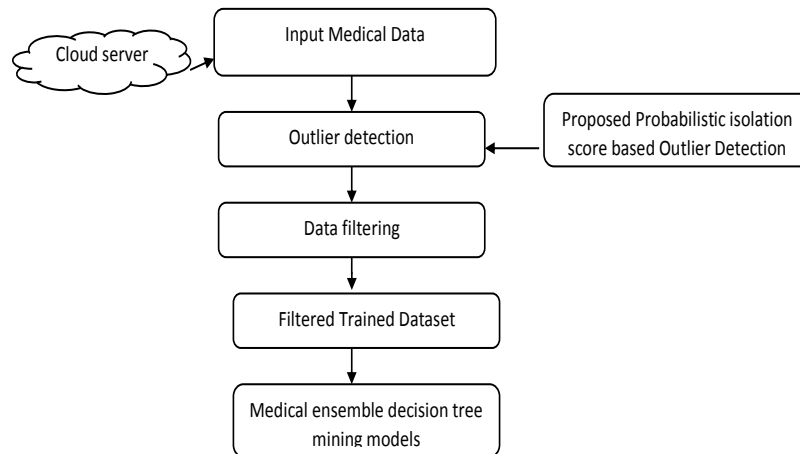 Cloud server
Input Medical Data
Outlier detection
Proposed Probabilistic isolation
score based Outlier Detection
Data filtering
Filtered Trained Dataset
Medical ensemble decision tree
mining models